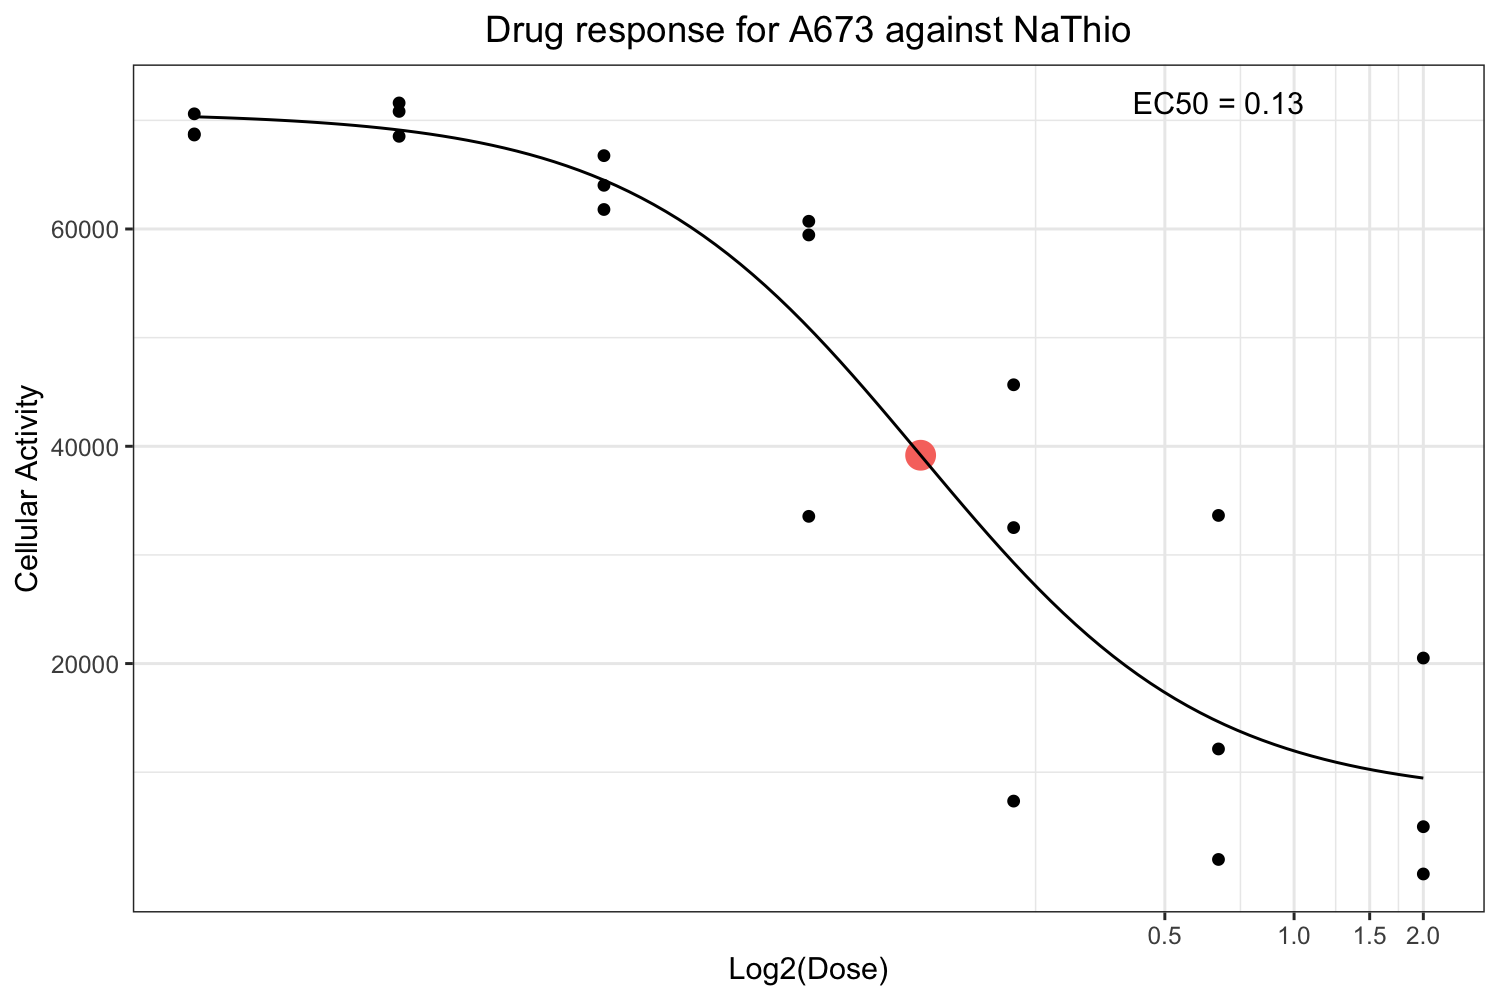 Drug response for A673 against NaThio
EC50 = 0.13
60000
40000
20000
Cellular Activity
0.5 1.0 1.5 2.0
Log2(Dose)